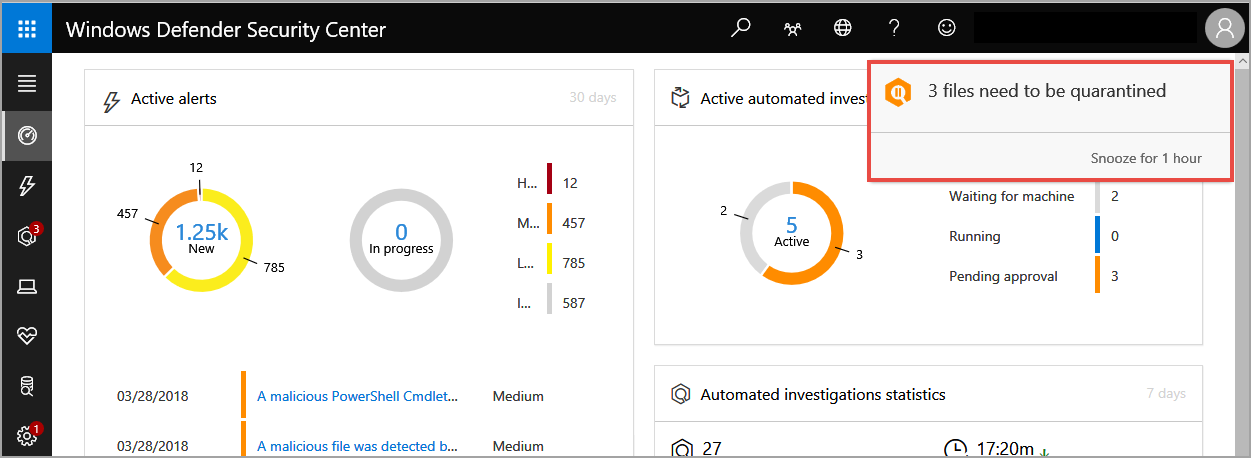 Windows Defender Security Center
?
3 files need to be quarantined
Snooze for 1 hour
3
1
Active alerts
30 days
12
457
785
1.25k
New
0
In progress
H... 12
M... 457
L... 785
I... 587
03/28/2018 A malicious PowerShell Cmdlet... Medium
03/28/2018 A malicious file was detected b... Medium
Active automated inves
2
3
5
Active
Waiting for machine 2
Running 0
Pending approval 3
Automated investigations statistics
7 days
27
17:20m